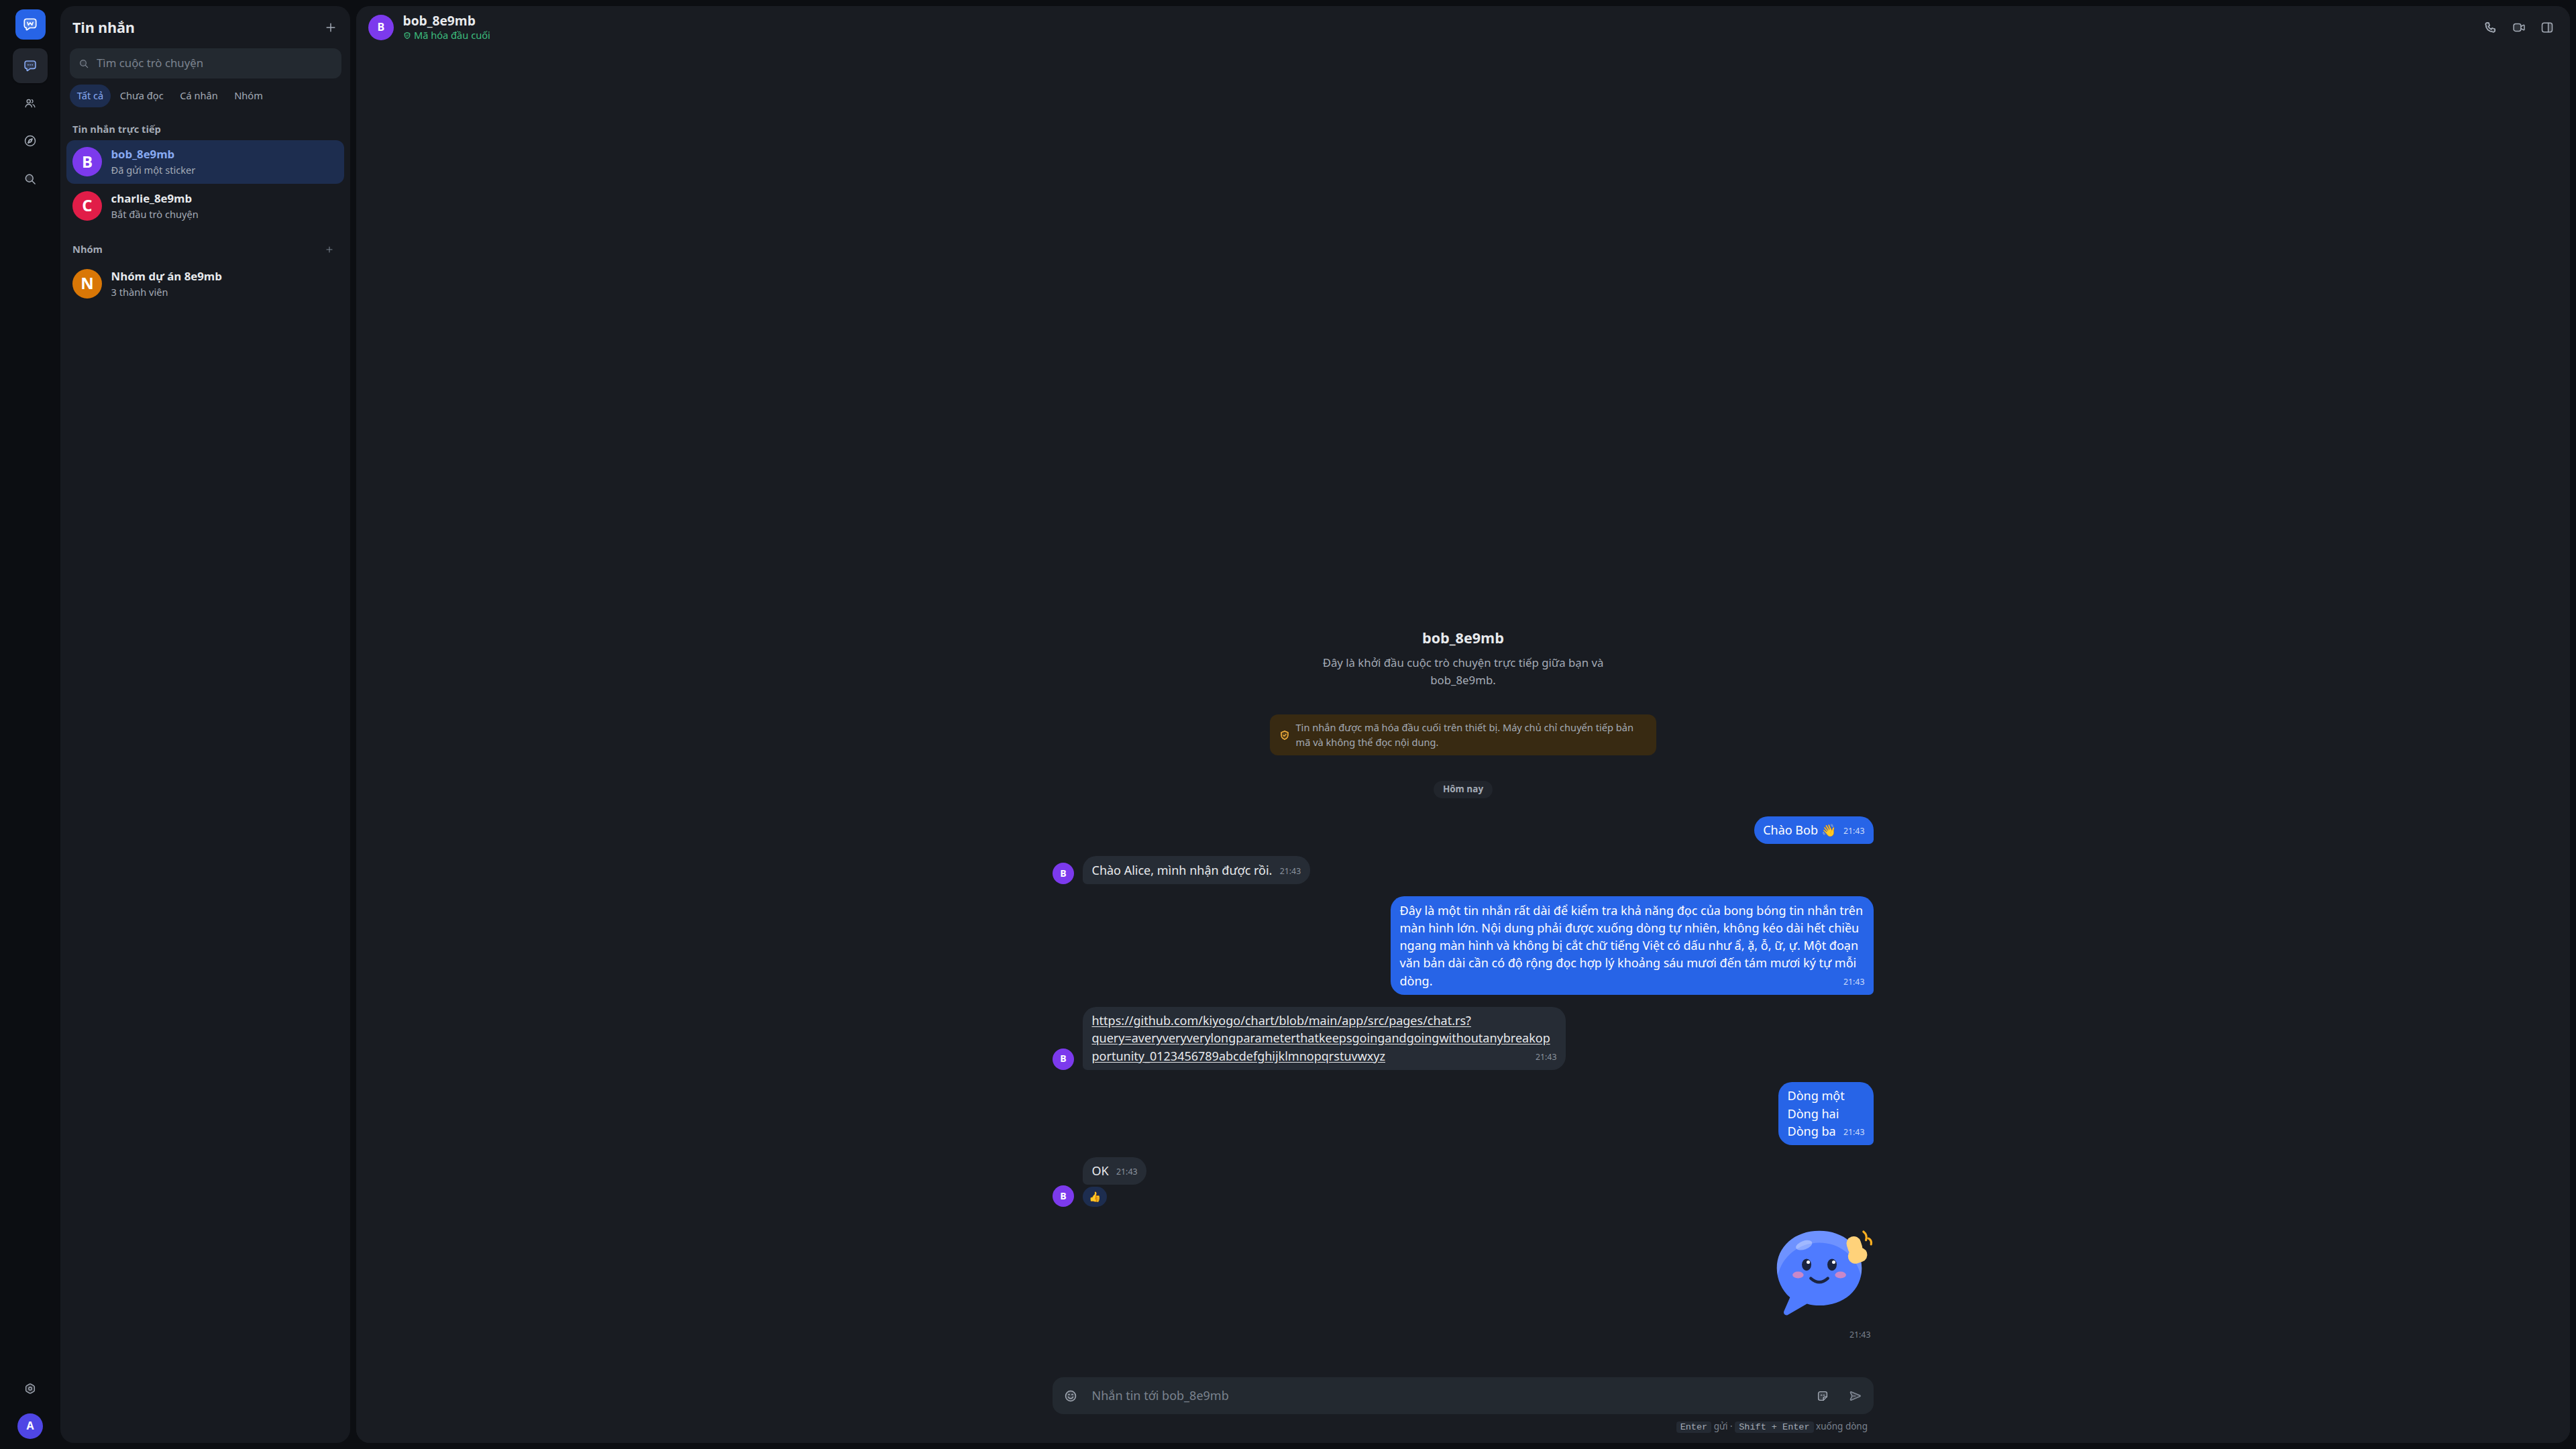 Tin nhắn
Tìm cuộc trò chuyện
Tất cả Chưa đọc Cá nhân Nhóm
Tin nhắn trực tiếp
B
bob_8e9mb
Đã gửi một sticker
C
charlie_8e9mb
Bắt đầu trò chuyện
Nhóm
N
Nhóm dự án 8e9mb
3 thành viên
A
B
bob_8e9mb
Mã hóa đầu cuối
bob_8e9mb
Đây là khởi đầu cuộc trò chuyện trực tiếp giữa bạn và
bob_8e9mb.
Tin nhắn được mã hóa đầu cuối trên thiết bị. Máy chủ chỉ chuyển tiếp bản
mã và không thể đọc nội dung.
Hôm nay
Chào Bob 👋 21:43
B
Chào Alice, mình nhận được rồi. 21:43
Đây là một tin nhắn rất dài để kiểm tra khả năng đọc của bong bóng tin nhắn trên
màn hình lớn. Nội dung phải được xuống dòng tự nhiên, không kéo dài hết chiều
ngang màn hình và không bị cắt chữ tiếng Việt có dấu như ẩ, ặ, ỗ, ữ, ự. Một đoạn
văn bản dài cần có độ rộng đọc hợp lý khoảng sáu mươi đến tám mươi ký tự mỗi
dòng. 21:43
https://github.com/kiyogo/chart/blob/main/app/src/pages/chat.rs?
query=averyveryverylongparameterthatkeepsgoingandgoingwithoutanybreakop
portunity_0123456789abcdefghijklmnopqrstuvwxyz 21:43
B
Dòng một
Dòng hai
Dòng ba 21:43
OK 21:43
B 👍
21:43
Nhắn tin tới bob_8e9mb
Enter gửi · Shift + Enter xuống dòng